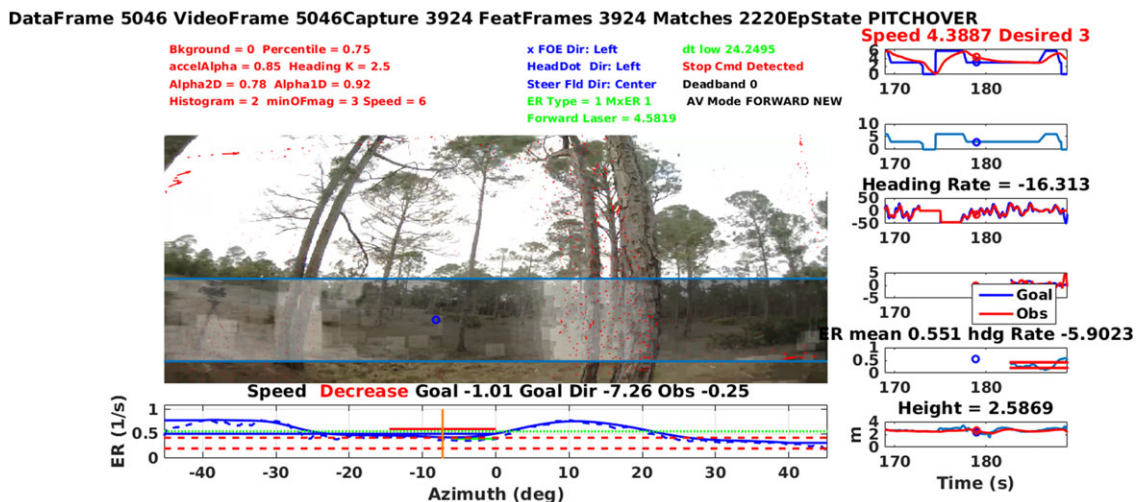 DataFrame 5046 VideoFrame 5046Capture 3924 FeatFrames 3924 Matches 2220EpState PITCHOVER
Bkground = 0 Percentile = 0.75
accelAlpha = 0.85 Heading K = 2.5
Alpha2D = 0.78 Alpha1D = 0.92
Histogram = 2 minOFmag = 3 Speed = 6
x FOE Dir: Left
HeadDot Dir: Left
Steer Fld Dir: Center
ER Type = 1 MxER 1
Forward Laser = 4.5819
dt low 24.2495
Stop Cmd Detected
Deadband 0
AV Mode FORWARD NEW
Speed 4.3887 Desired 3
6
4
2
0
170 180
10
5
0
170 180
Heading Rate = -16.313
50
0
-50
170 180
5
0
-5
170 180
Goal
Obs
ER mean 0.551 hdg Rate -5.9023
1
0.5
0
170 180
Height = 2.5869
m
4
2
0
170 180
Time (s)
Speed Decrease Goal -1.01 Goal Dir -7.26 Obs -0.25
ER (1/s)
1
0.5
0
-40 -30 -20 -10 0 10 20 30 40
Azimuth (deg)